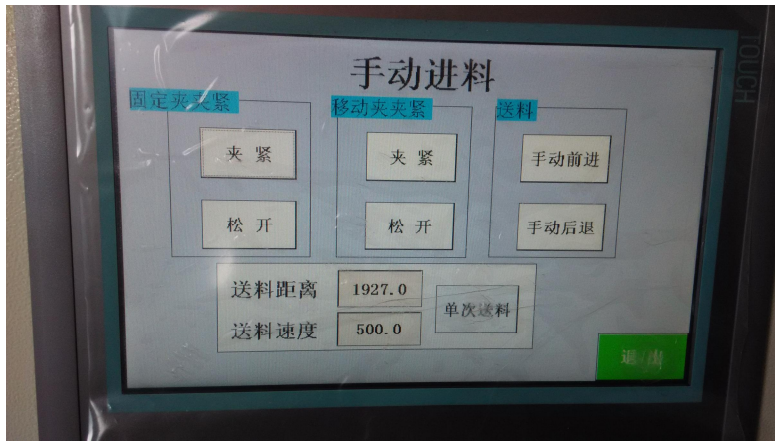 手动进料
固定夹夹紧
移动夹夹紧
送料
夹紧
夹紧
手动前进
松开
松开
手动后退
送料距离 1927.0
单次送料
送料速度 500.0
退出
TOUCH